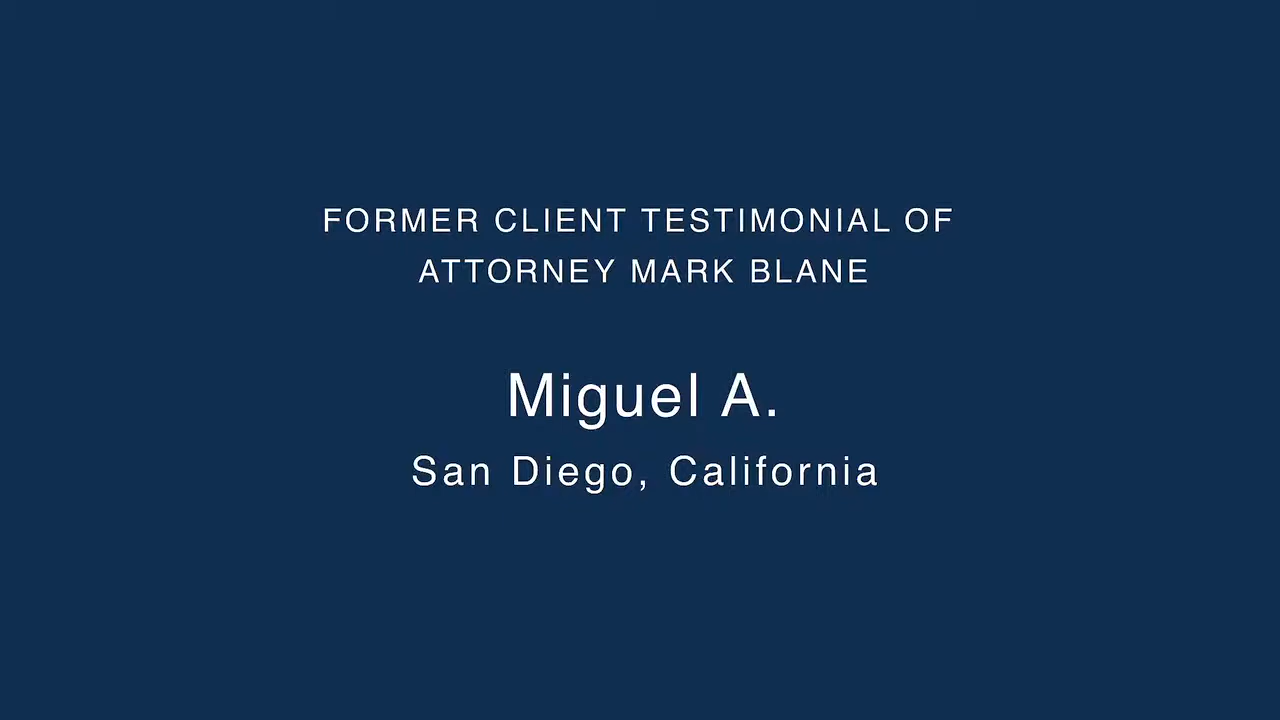 FORMER CLIENT TESTIMONIAL OF
ATTORNEY MARK BLANE
Miguel A.
San Diego, California